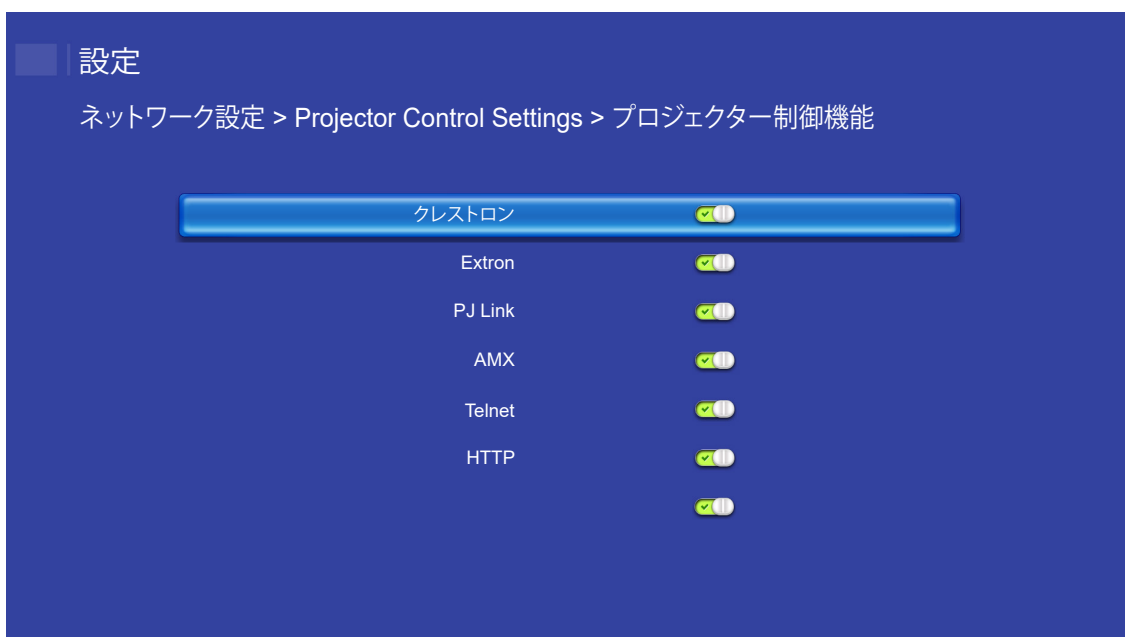 設定
ネットワーク設定 > Projector Control Settings > プロジェクター制御機能
クレストロン
Extron
PJ Link
AMX
Telnet
HTTP